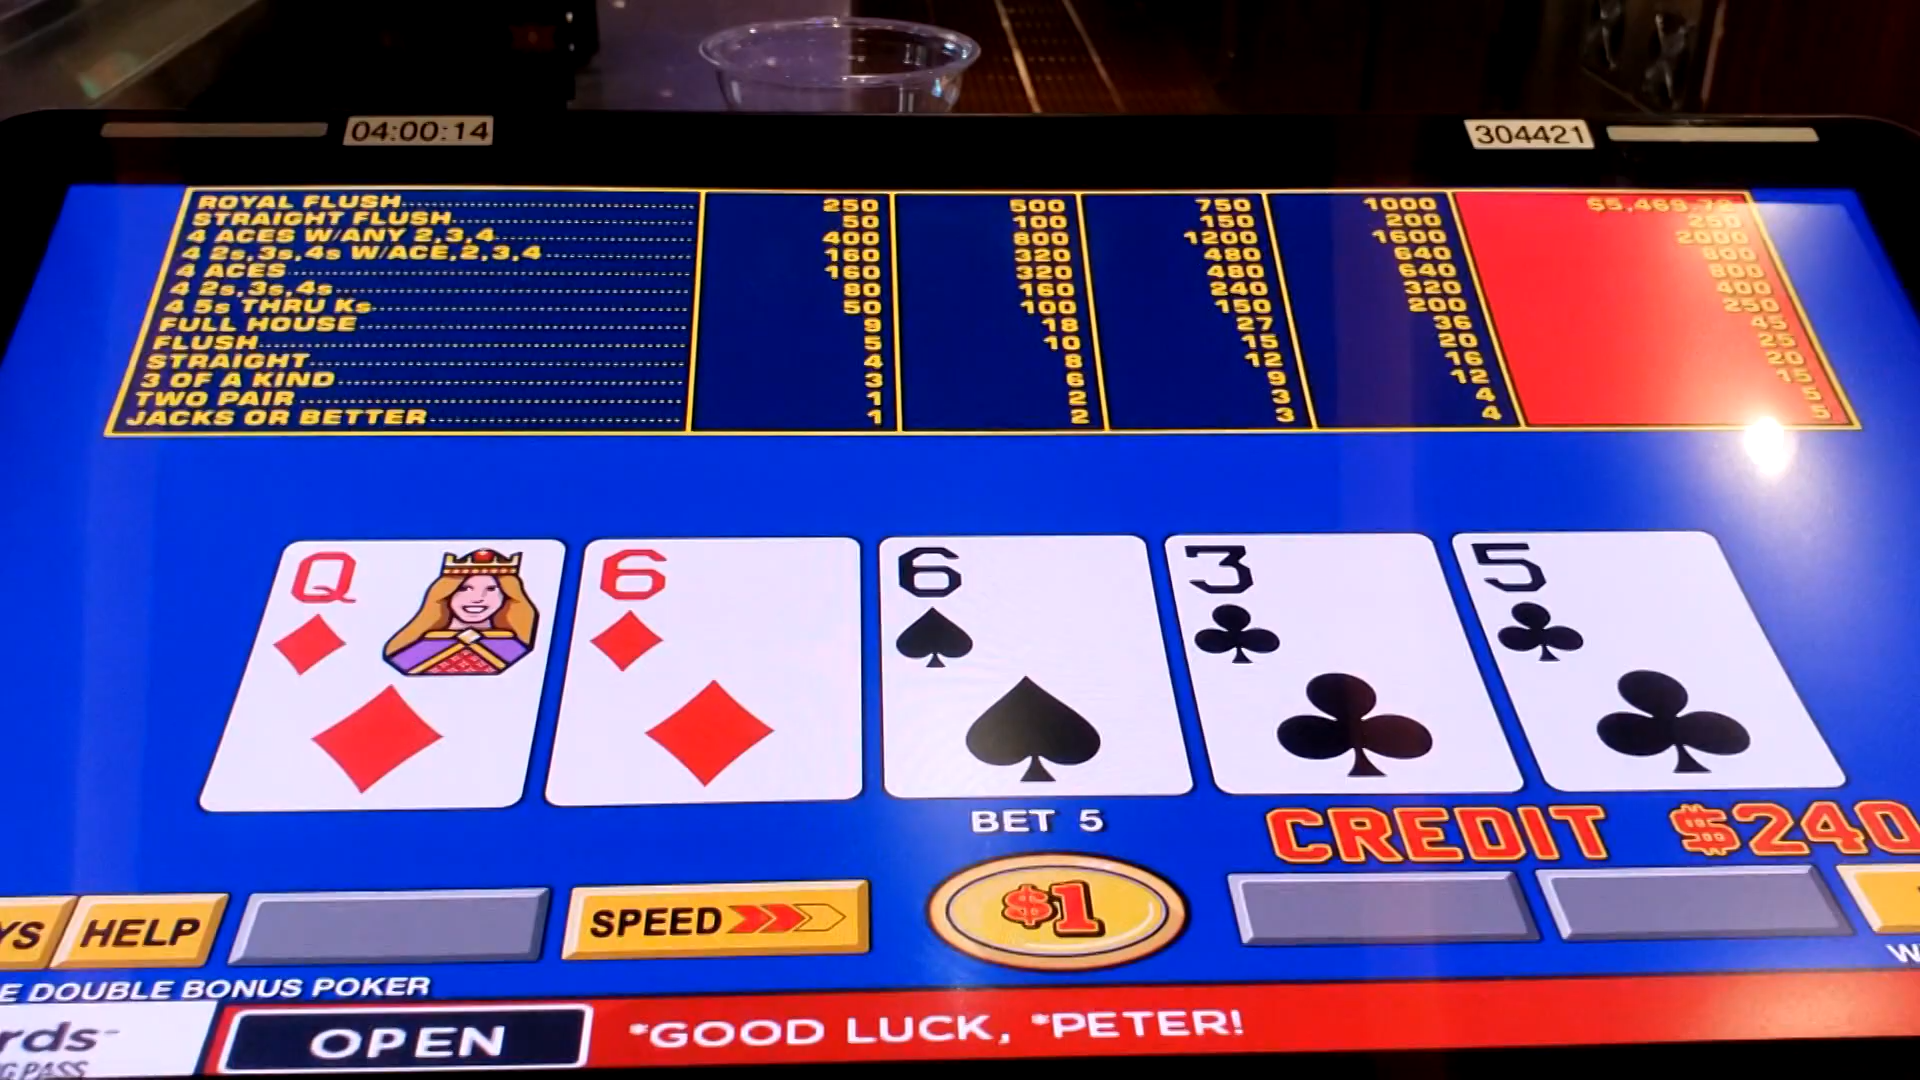 04:00:14 304421
ROYAL FLUSH 250 500 750 1000
STRAIGHT FLUSH 50 100 150 200 250
4 ACES W/ANY 2,3,4 400 800 1200 1600 2000
4 2s,3s,4s W/ACE,2,3,4 160 320 480 640 800
4 ACES 160 320 480 640 800
4 2s,3s,4s 80 160 240 320 400
4 5s THRU Ks 50 100 150 200 250
FULL HOUSE 9 18 27 36 45
FLUSH 5 10 15 20 25
STRAIGHT 4 8 12 16 20
3 OF A KIND 3 6 9 12 15
TWO PAIR 1 2 3 4 5
JACKS OR BETTER 1 2 3 4 5
Q 6 6 3 5
BET 5
CREDIT $240
YS HELP SPEED $1
W
E DOUBLE BONUS POKER
rds
G PASS
OPEN *GOOD LUCK, *PETER!